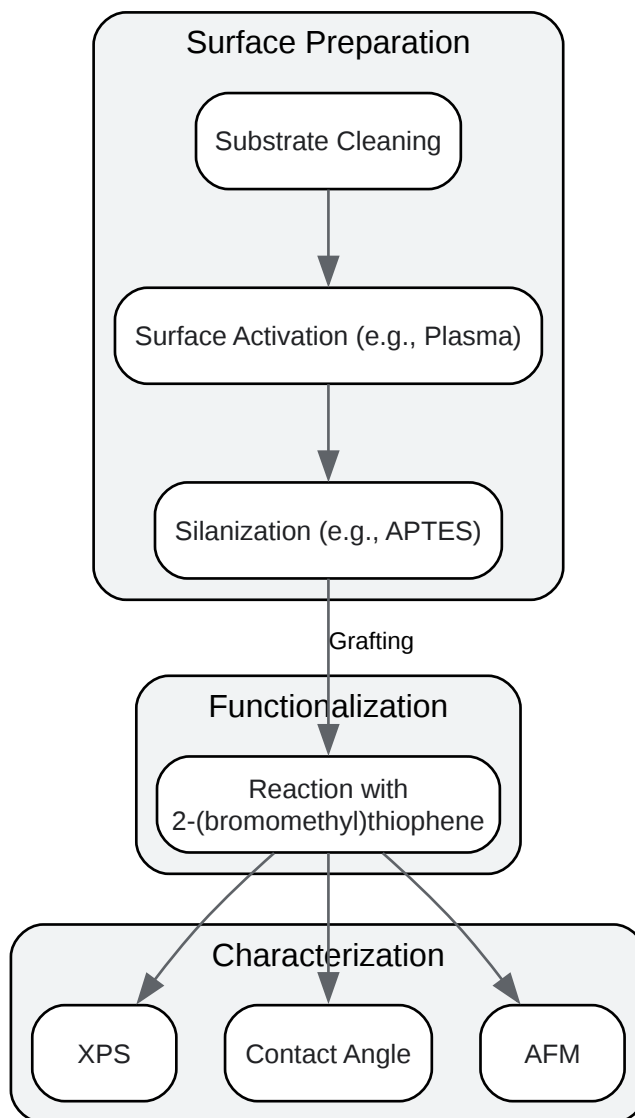 Surface Preparation
Substrate Cleaning
Surface Activation (e.g., Plasma)
Silanization (e.g., APTES)
Grafting
Functionalization
Reaction with
2-(bromomethyl)thiophene
Characterization
XPS
Contact Angle
AFM